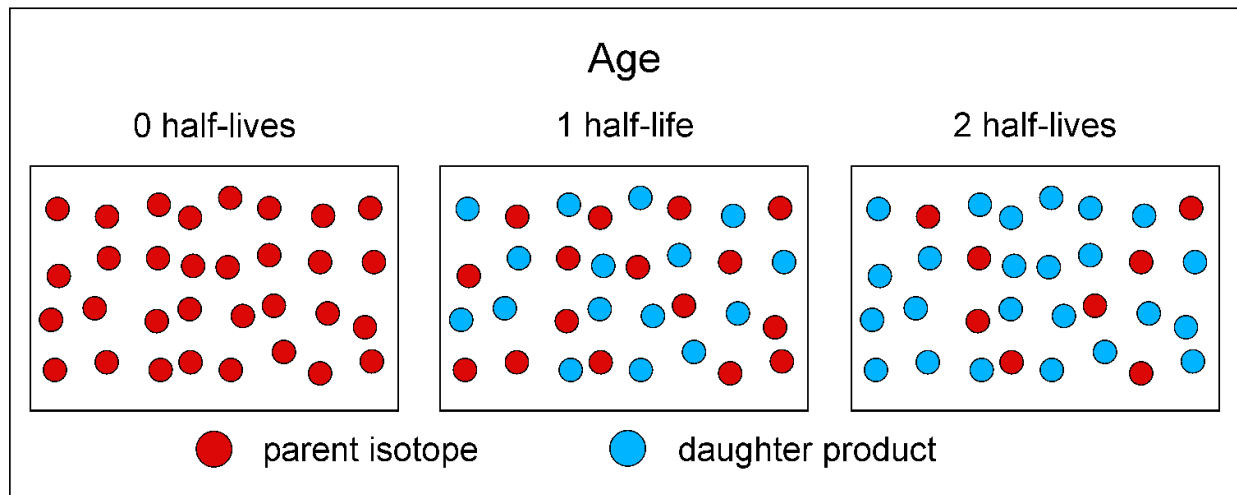 Age
0 half-lives
1 half-life
2 half-lives
parent isotope
daughter product